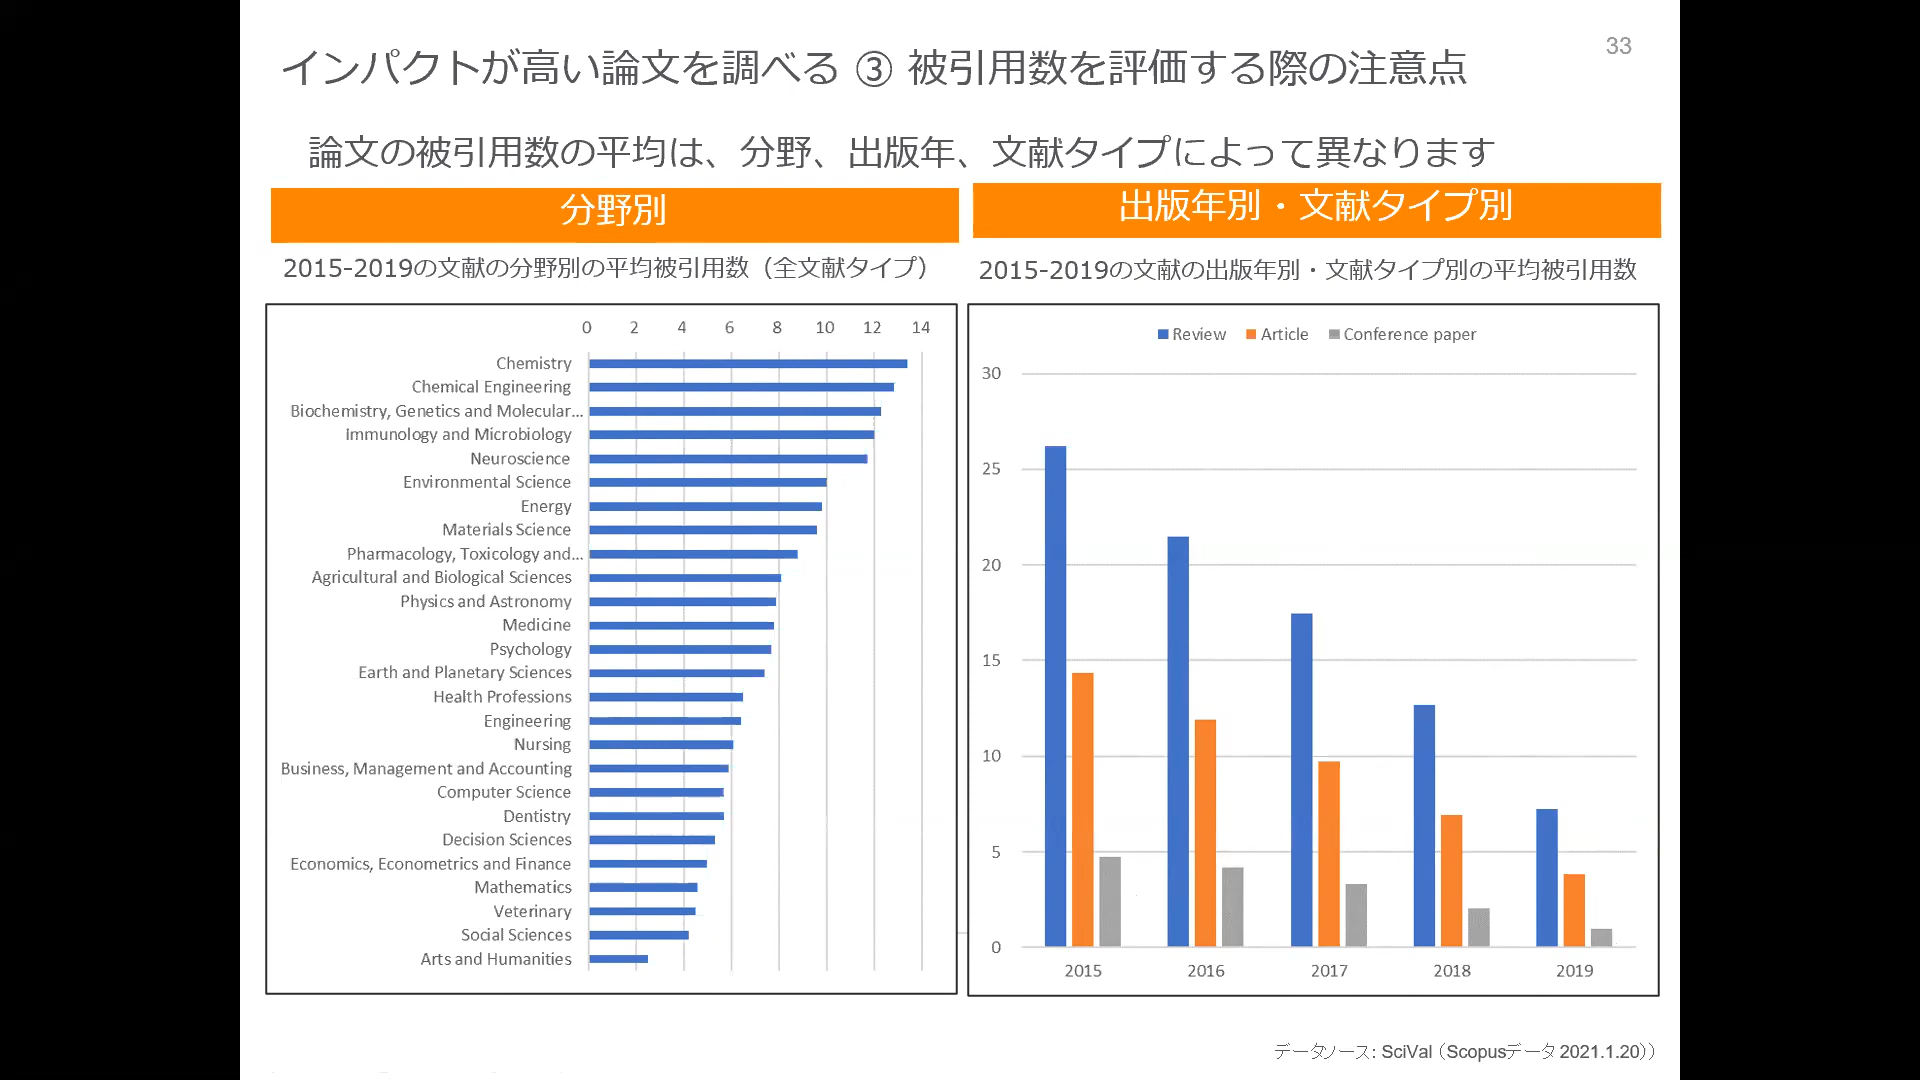 33
インパクトが高い論文を調べる ③ 被引用数を評価する際の注意点
論文の被引用数の平均は、分野、出版年、文献タイプによって異なります
分野別
2015-2019の文献の分野別の平均被引用数（全文献タイプ）
0 2 4 6 8 10 12 14
Chemistry
Chemical Engineering
Biochemistry, Genetics and Molecular...
Immunology and Microbiology
Neuroscience
Environmental Science
Energy
Materials Science
Pharmacology, Toxicology and...
Agricultural and Biological Sciences
Physics and Astronomy
Medicine
Psychology
Earth and Planetary Sciences
Health Professions
Engineering
Nursing
Business, Management and Accounting
Computer Science
Dentistry
Decision Sciences
Economics, Econometrics and Finance
Mathematics
Veterinary
Social Sciences
Arts and Humanities
出版年別・文献タイプ別
2015-2019の文献の出版年別・文献タイプ別の平均被引用数
Review Article Conference paper
30
25
20
15
10
5
0
2015 2016 2017 2018 2019
データソース: SciVal（Scopusデータ 2021.1.20)）